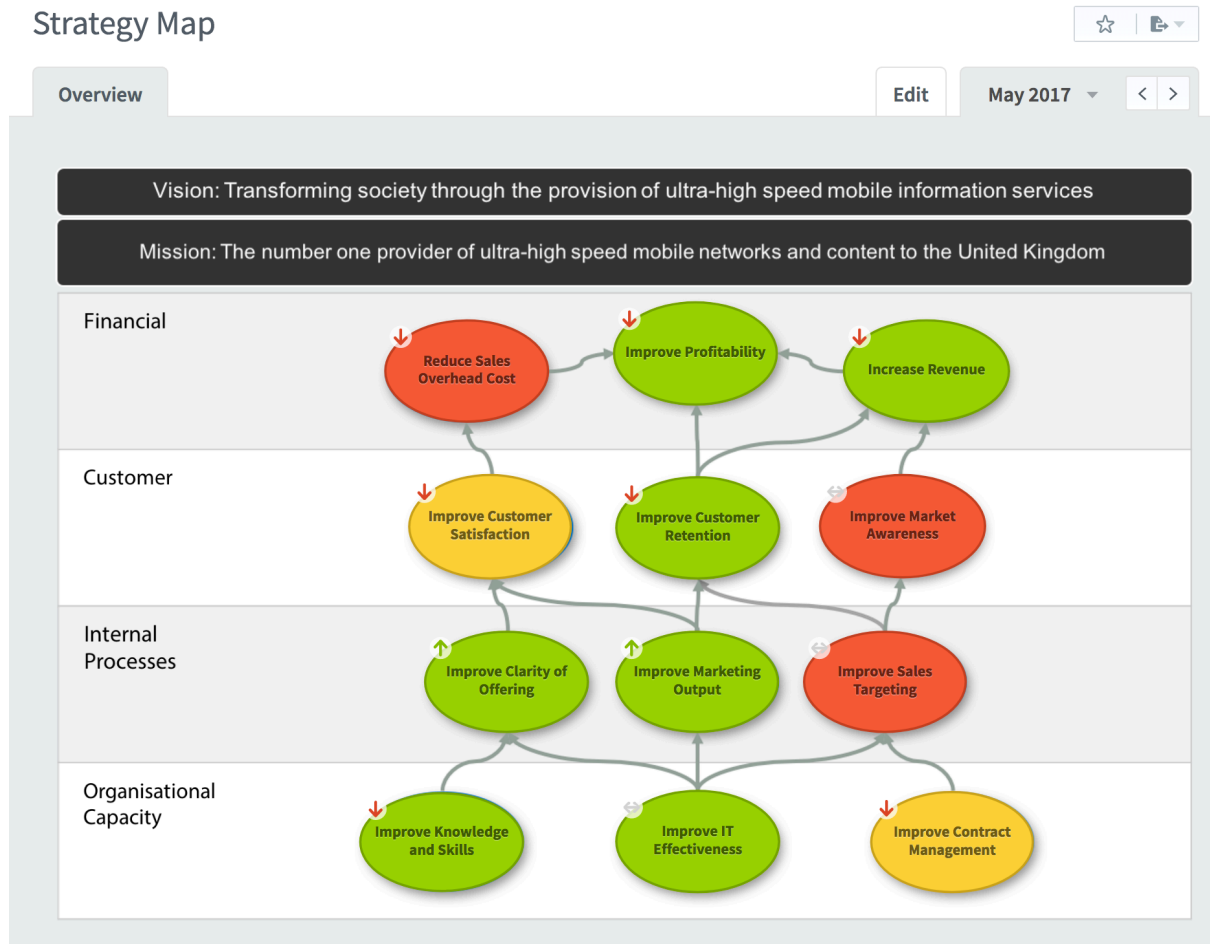 Strategy Map
Overview
Edit
May 2017
Vision: Transforming society through the provision of ultra-high speed mobile information services
Mission: The number one provider of ultra-high speed mobile networks and content to the United Kingdom
Financial
Reduce Sales
Overhead Cost
Improve Profitability
Increase Revenue
Customer
Improve Customer
Satisfaction
Improve Customer
Retention
Improve Market
Awareness
Internal
Processes
Improve Clarity of
Offering
Improve Marketing
Output
Improve Sales
Targeting
Organisational
Capacity
Improve Knowledge
and Skills
Improve IT
Effectiveness
Improve Contract
Management